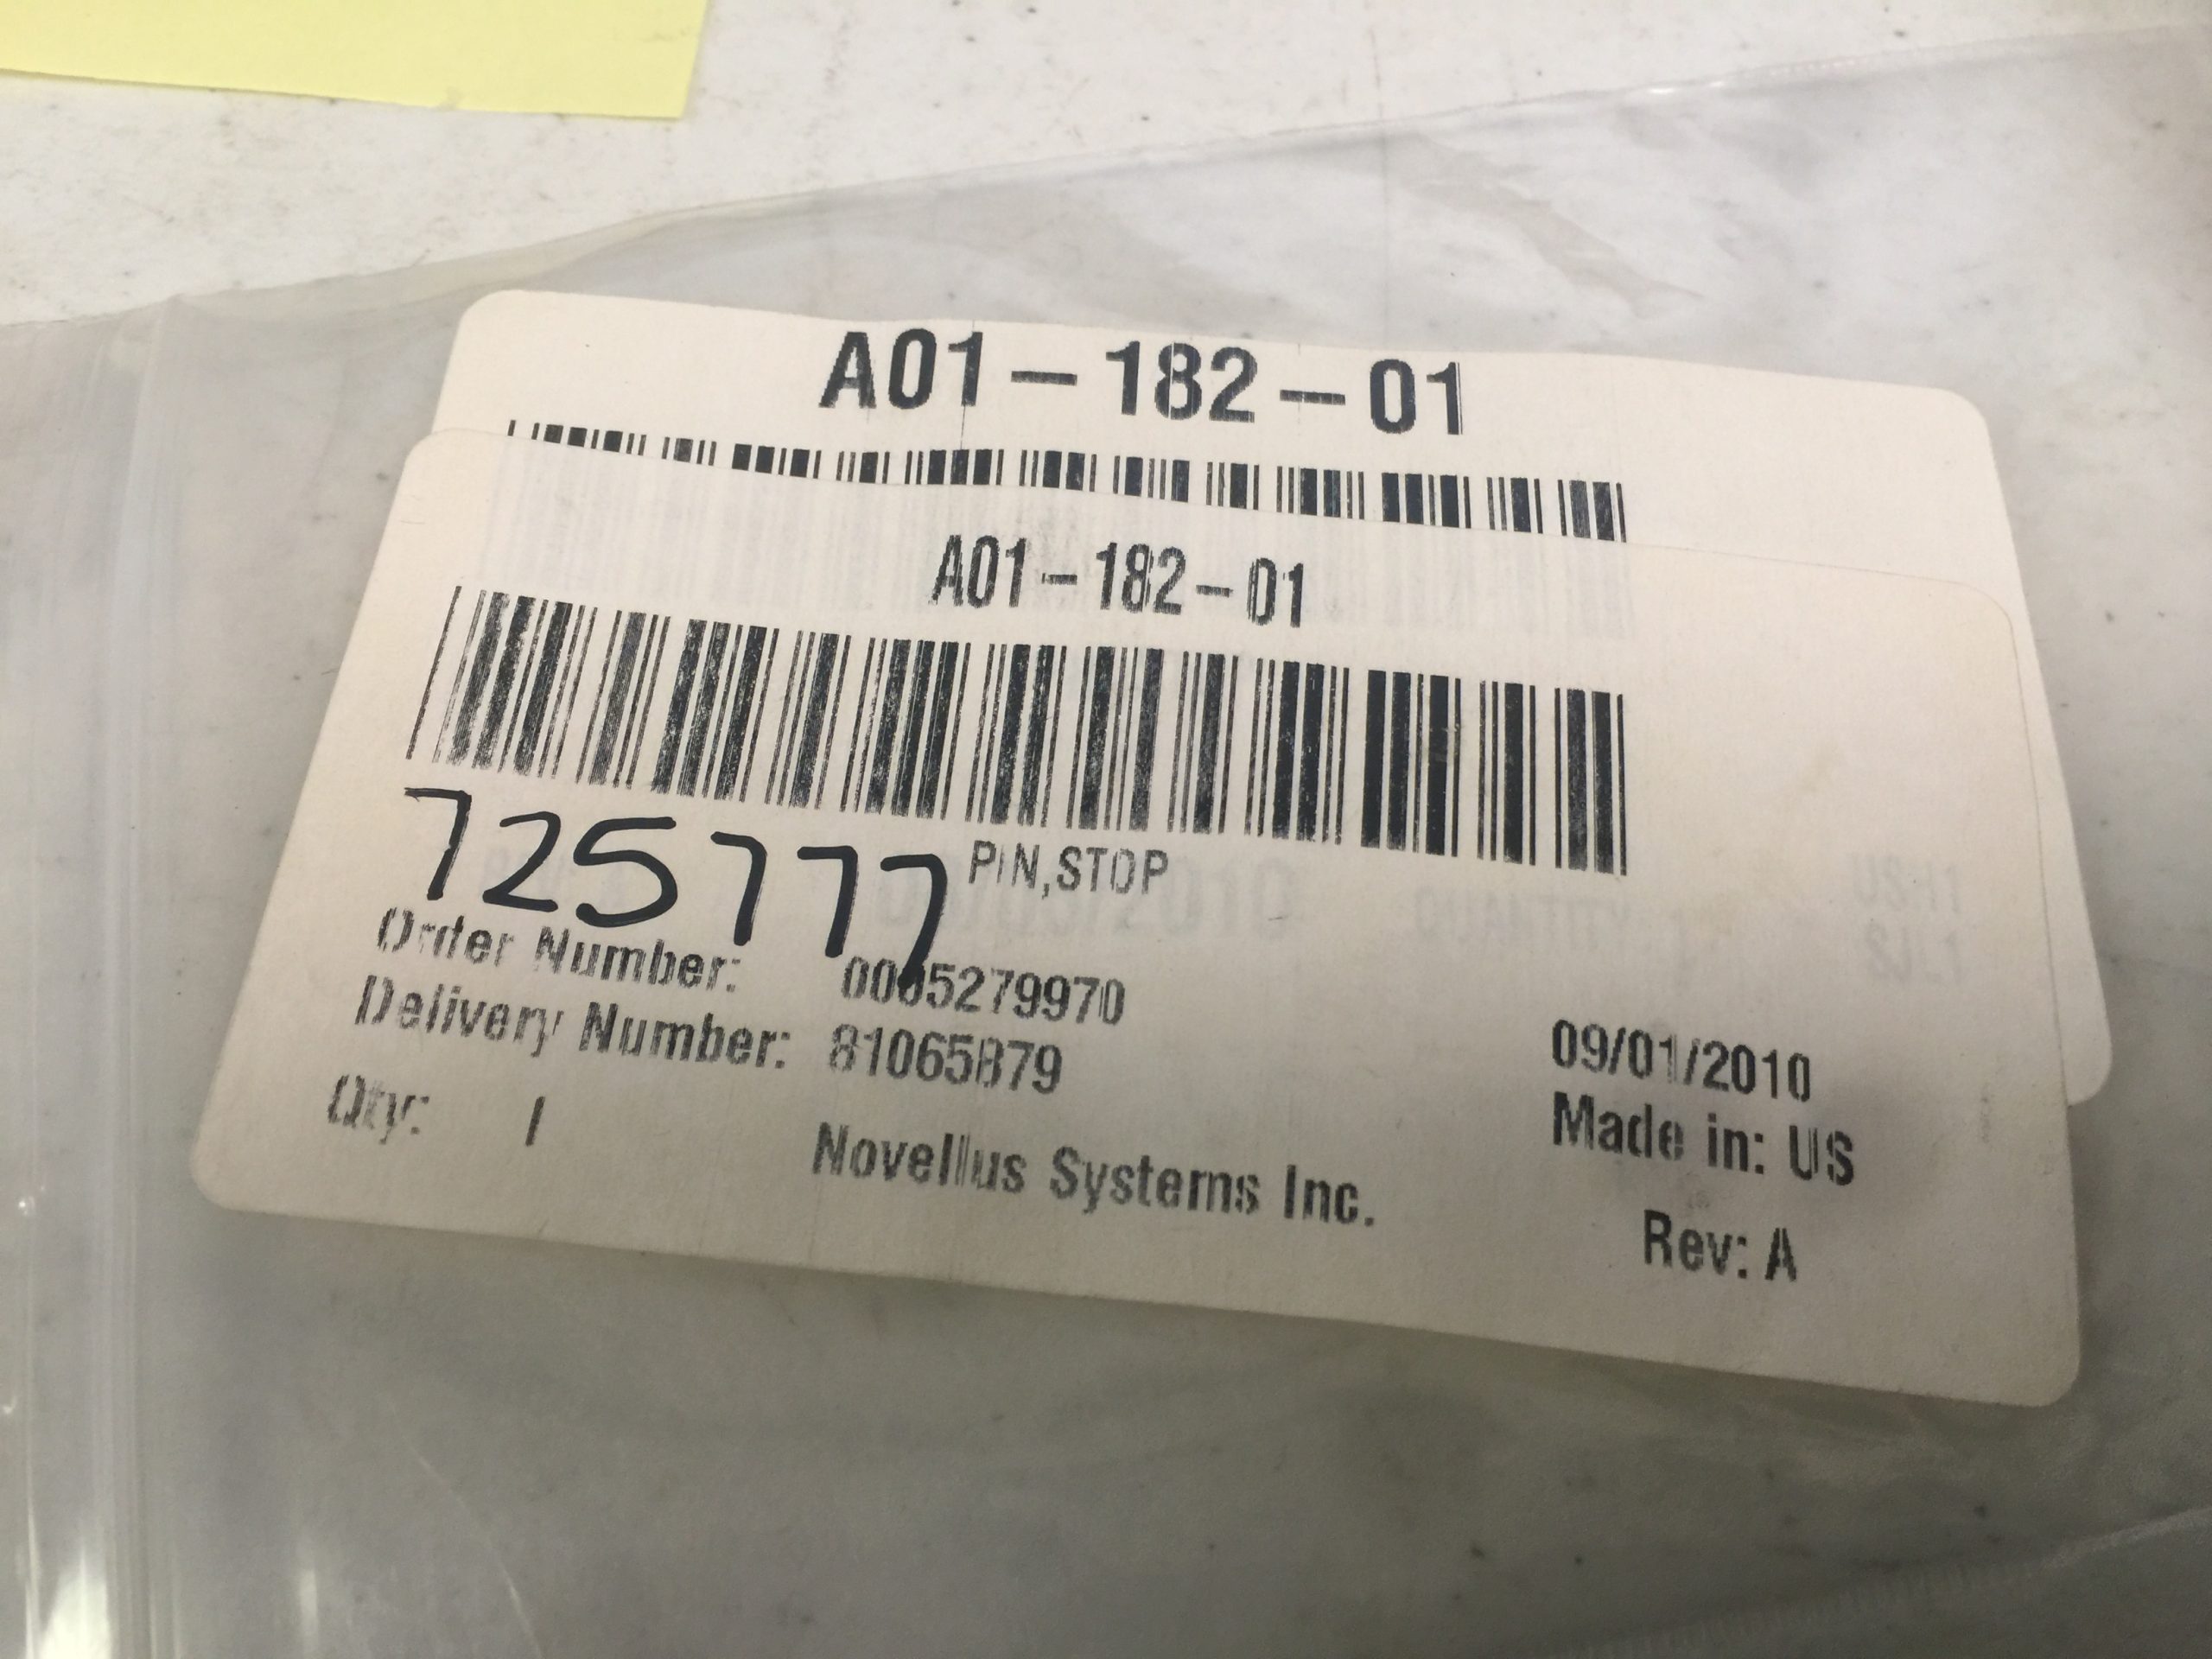 A01-182-01
A01-182-01
725777
PIN,STOP
Order Number: 0005279970
Delivery Number: 81065879
09/01/2010
Qty: 1
Made in: US
Novellus Systems Inc.
Rev: A